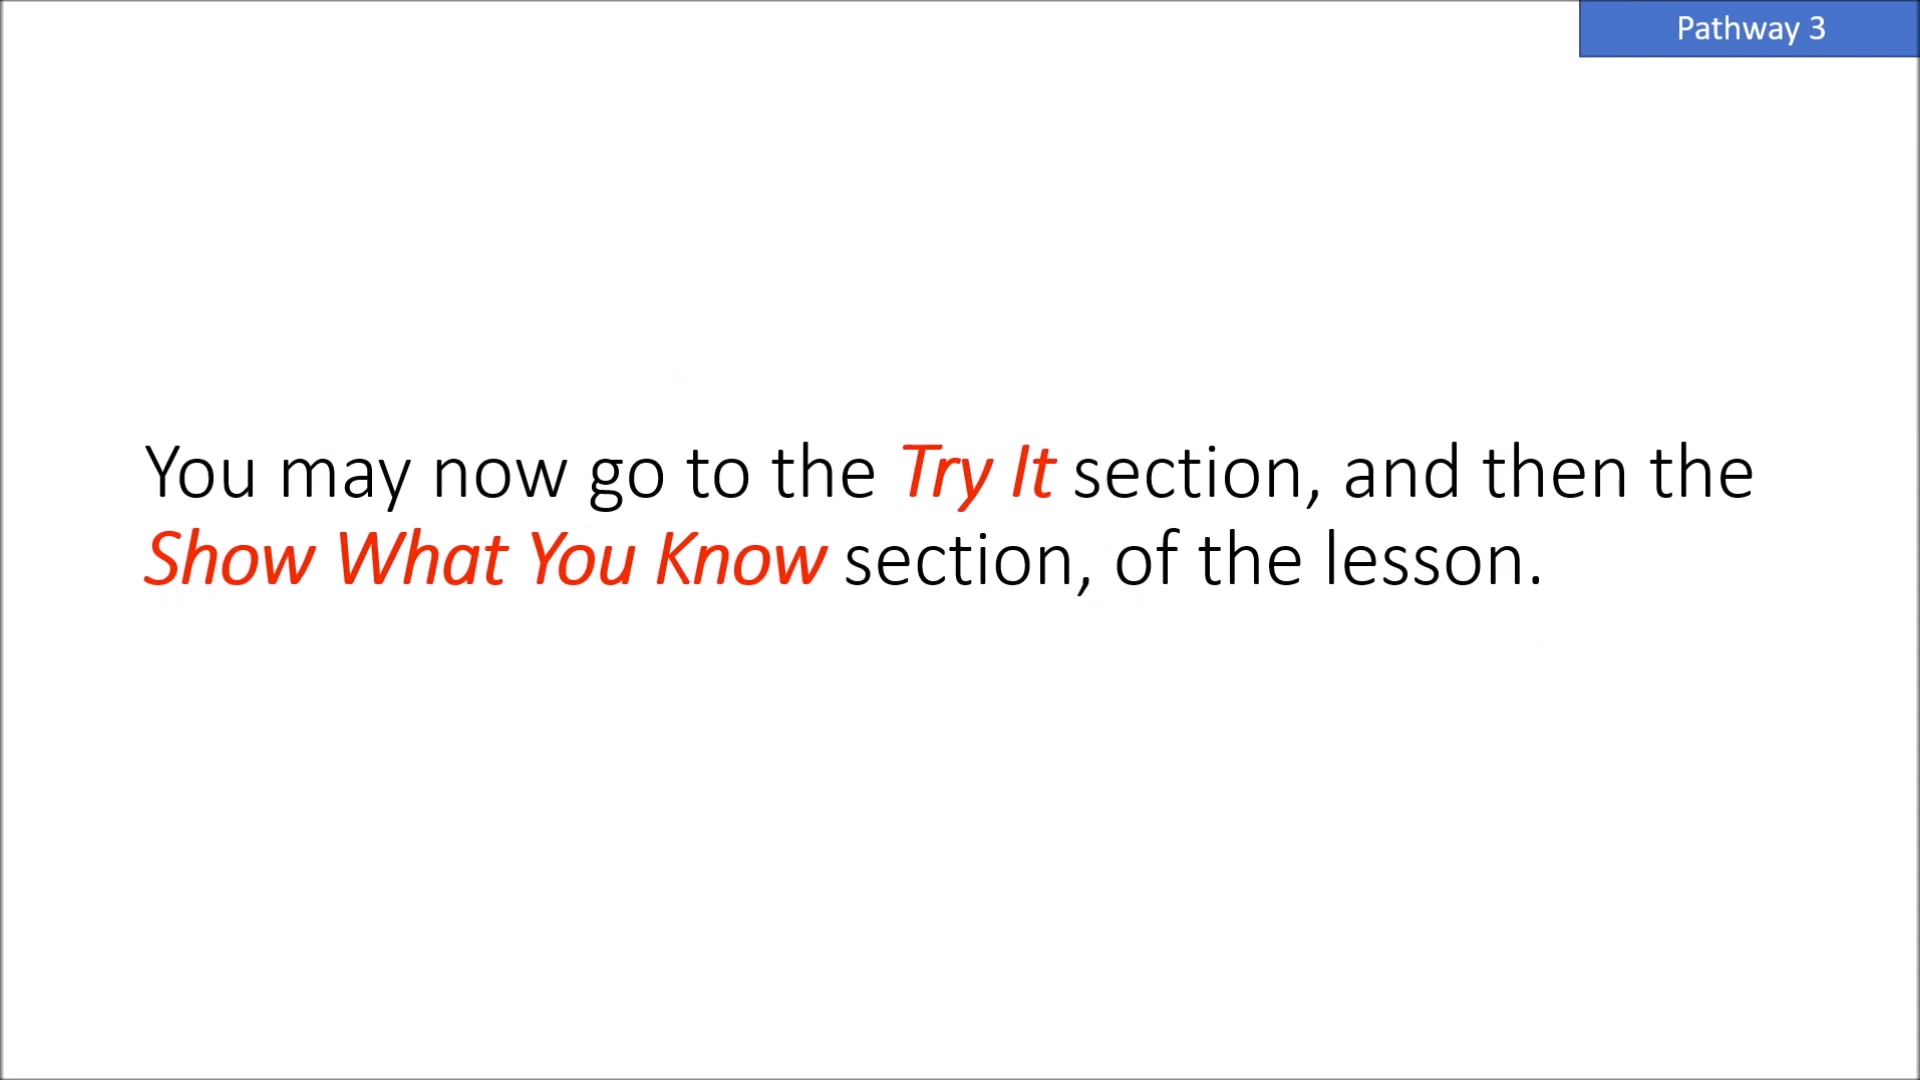 Pathway 3
You may now go to the Try It section, and then the
Show What You Know section, of the lesson.